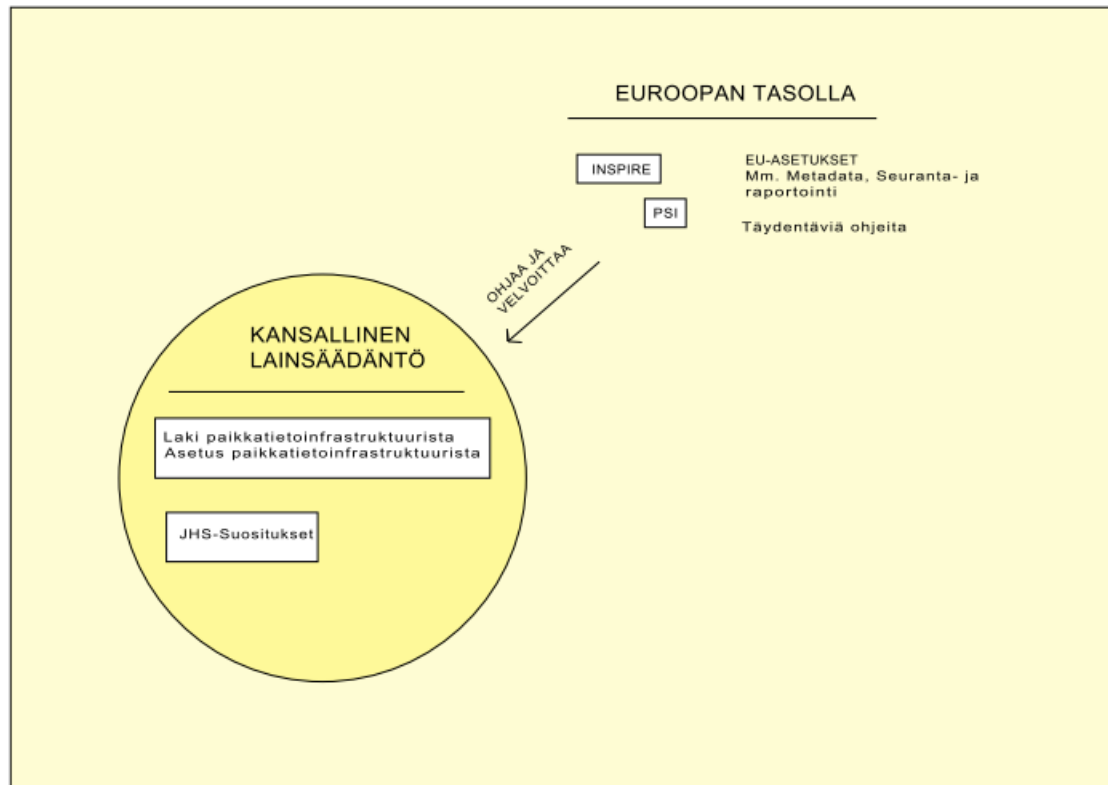 EUROOPAN TASOLLA
INSPIRE
EU-ASETUKSET
Mm. Metadata, Seuranta- ja
raportointi
PSI
Täydentäviä ohjeita
OHJAA JA
VELVOITTAA
KANSALLINEN
LAINSÄÄDÄNTÖ
Laki paikkatietoinfrastruktuurista
Asetus paikkatietoinfrastruktuurista
JHS-Suositukset